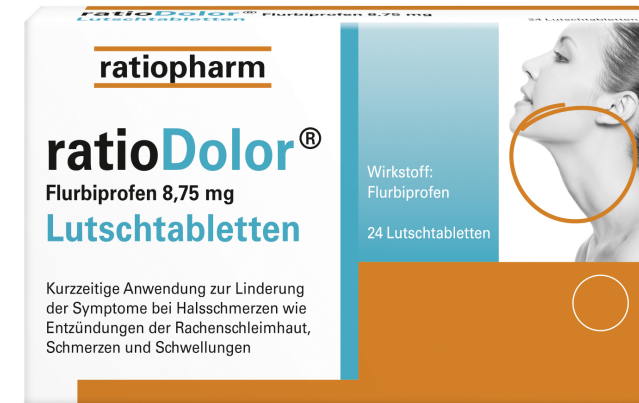 ratioDolor® Flurbiprofen 8,75 mg
24 Lutschtabletten
Lutschtabletten
ratiopharm
ratioDolor®
Flurbiprofen 8,75 mg
Lutschtabletten
Kurzzeitige Anwendung zur Linderung
der Symptome bei Halsschmerzen wie
Entzündungen der Rachenschleimhaut,
Schmerzen und Schwellungen
Wirkstoff:
Flurbiprofen
24 Lutschtabletten